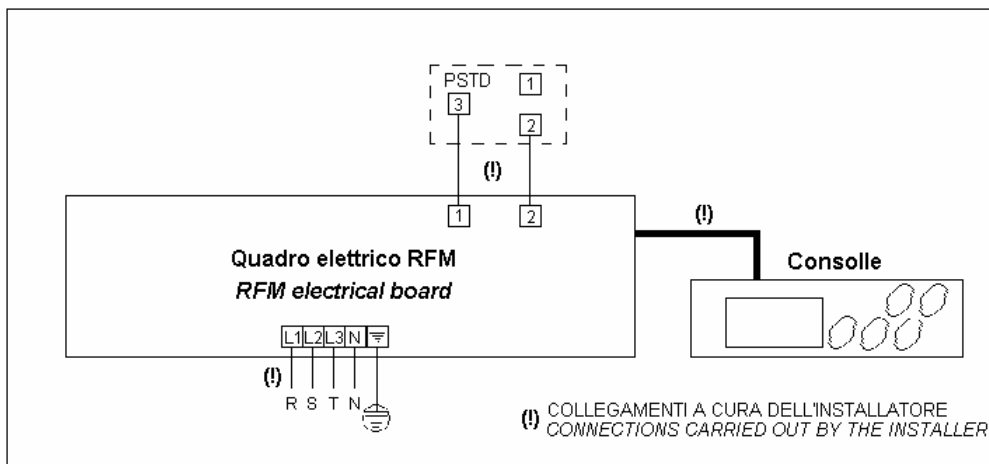 PSTD
1
3
2
(!)
(!)
1
2
Quadro elettrico RFM
RFM electrical board
Consolle
L1 L2 L3 N
(!)
R S T N
(!) COLLEGAMENTI A CURA DELL'INSTALLATORE
CONNECTIONS CARRIED OUT BY THE INSTALLER